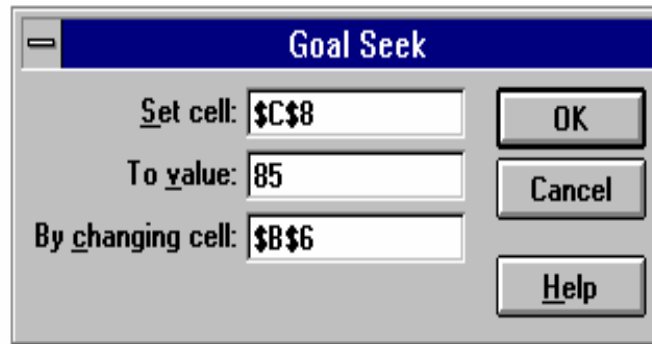 Goal Seek
Set cell: $C$8
OK
To value: 85
Cancel
By changing cell: $B$6
Help